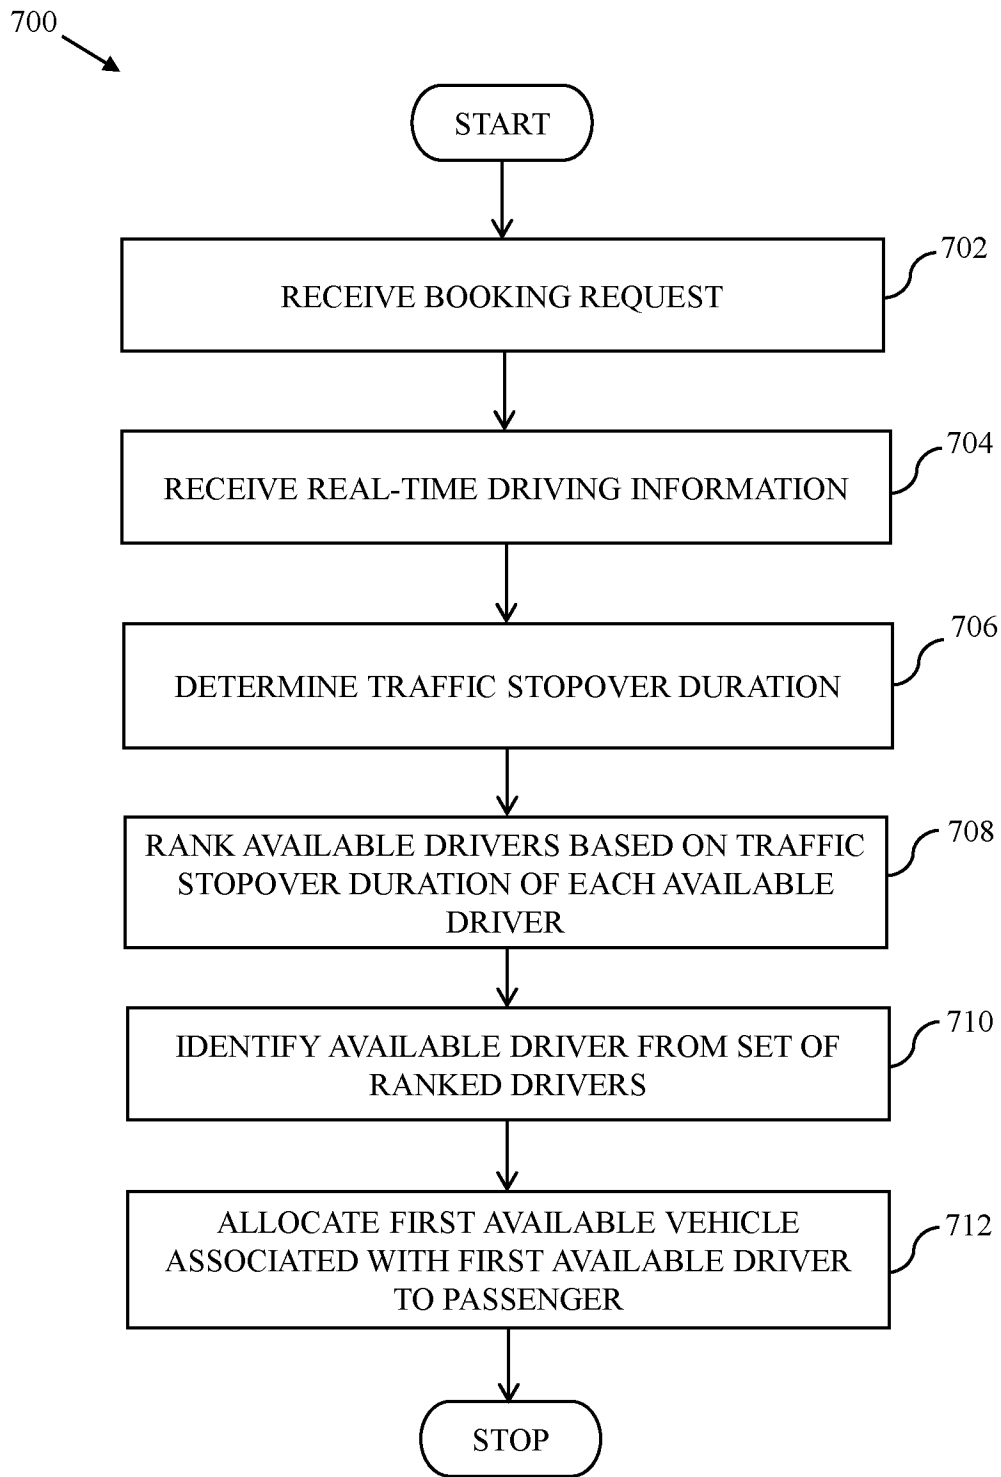 700
START
702
RECEIVE BOOKING REQUEST
704
RECEIVE REAL-TIME DRIVING INFORMATION
706
DETERMINE TRAFFIC STOPOVER DURATION
708
RANK AVAILABLE DRIVERS BASED ON TRAFFIC
STOPOVER DURATION OF EACH AVAILABLE
DRIVER
710
IDENTIFY AVAILABLE DRIVER FROM SET OF
RANKED DRIVERS
712
ALLOCATE FIRST AVAILABLE VEHICLE
ASSOCIATED WITH FIRST AVAILABLE DRIVER
TO PASSENGER
STOP